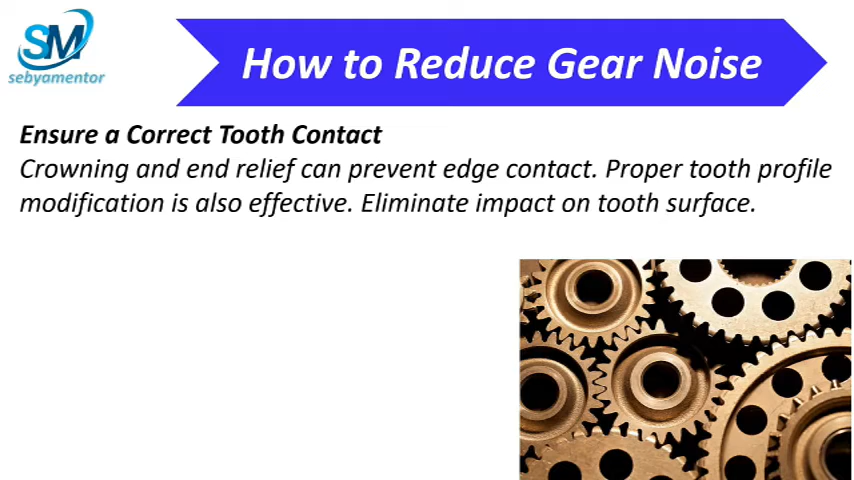 SM
sebyamentor
How to Reduce Gear Noise
Ensure a Correct Tooth Contact
Crowning and end relief can prevent edge contact. Proper tooth profile
modification is also effective. Eliminate impact on tooth surface.